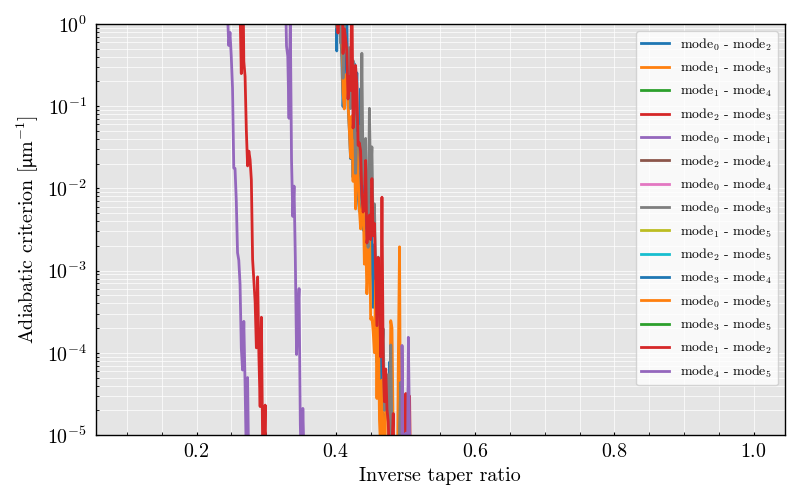 10⁰
10⁻¹
10⁻²
10⁻³
10⁻⁴
10⁻⁵
Adiabatic criterion [µm⁻¹]
0.2 0.4 0.6 0.8 1.0
Inverse taper ratio
mode₀ - mode₂
mode₁ - mode₃
mode₁ - mode₄
mode₂ - mode₃
mode₀ - mode₁
mode₂ - mode₄
mode₀ - mode₄
mode₀ - mode₃
mode₁ - mode₅
mode₂ - mode₅
mode₃ - mode₄
mode₀ - mode₅
mode₃ - mode₅
mode₁ - mode₂
mode₄ - mode₅